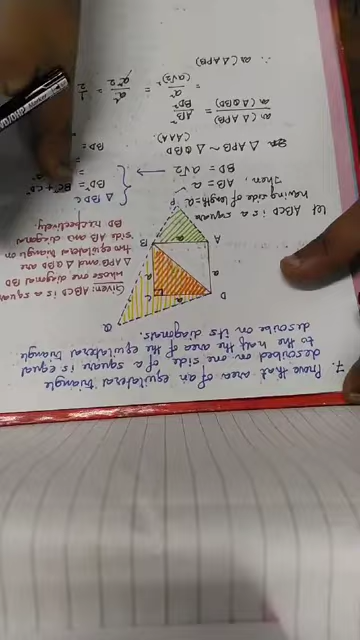 7. Prove that area of an equilateral triangle
described on one side of a square is equal
to the half the area of the equilateral triangle
describe on its diagonals.
Given: ABCD is a square
whose one diagonal BD
△APB and △QBD are
two equilateral triangle on
side AB and diagonal
BD respectively
Q
D
C
a
a
a
A
B
P
let ABCD is a square
having side of length = a
Then, AB = a
BD = a√2
△BDC
BD² = BC² + CD²
=
=
BD =
△APB ~ △QBD (AAA).
ar(△APB) / ar(△QBD) = AB² / BD²
= a² / (a√2)² = a² / a²2 = 1 / 2
∴ ar(△APB)